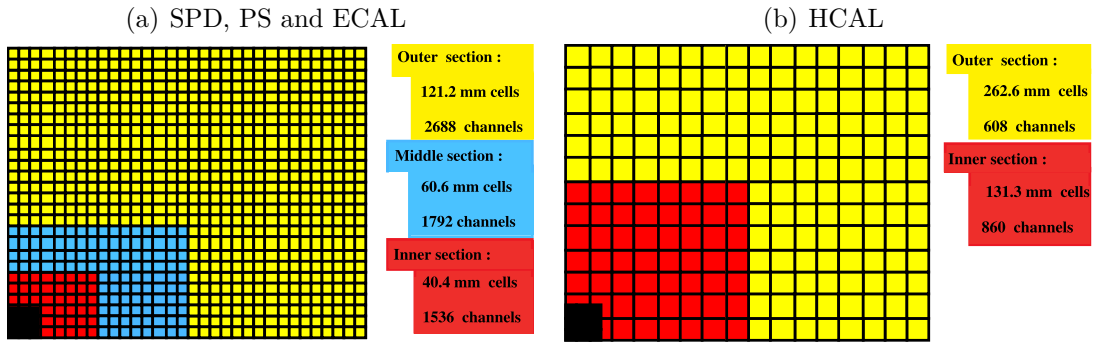 (a) SPD, PS and ECAL
Outer section :
121.2 mm cells
2688 channels
Middle section :
60.6 mm cells
1792 channels
Inner section :
40.4 mm cells
1536 channels
(b) HCAL
Outer section :
262.6 mm cells
608 channels
Inner section :
131.3 mm cells
860 channels